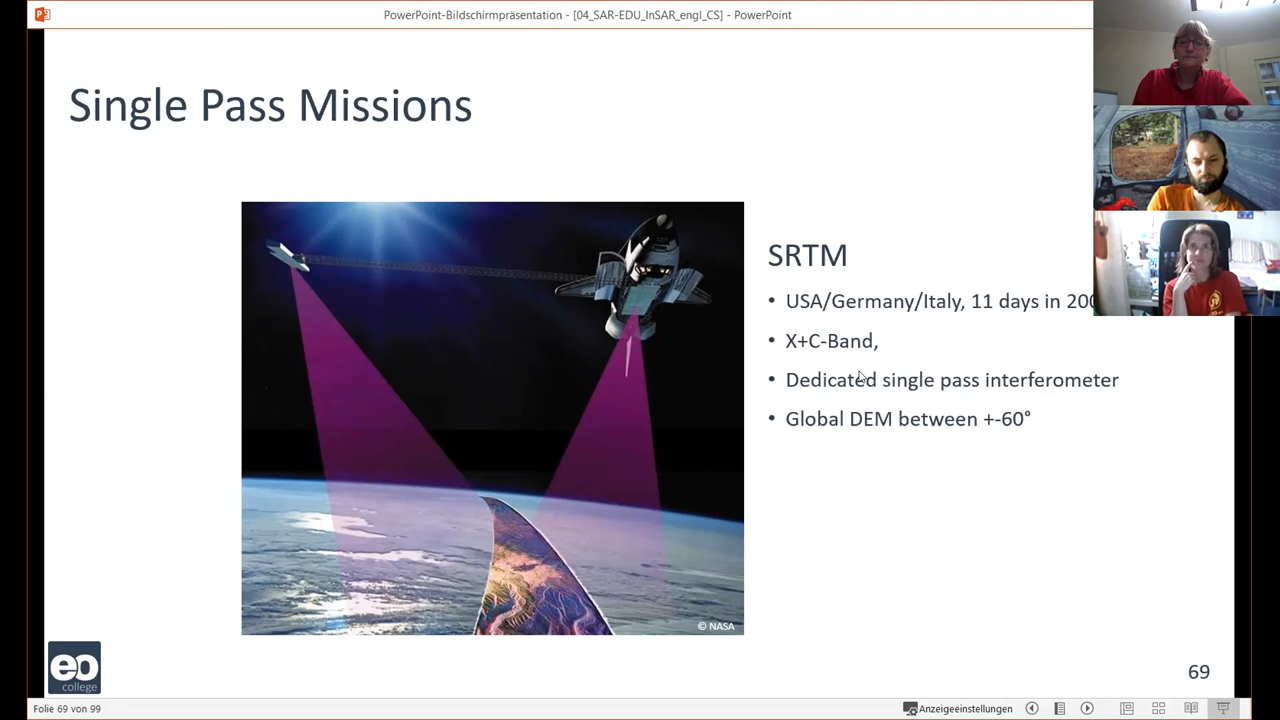 PowerPoint-Bildschirmpräsentation - [04_SAR-EDU_InSAR_engl_CS] - PowerPoint
Single Pass Missions
SRTM
• USA/Germany/Italy, 11 days in
• X+C-Band,
• Dedicated single pass interferometer
• Global DEM between +-60°
© NASA
eo
college
69
Folie 69 von 99
Anzeigeeinstellungen